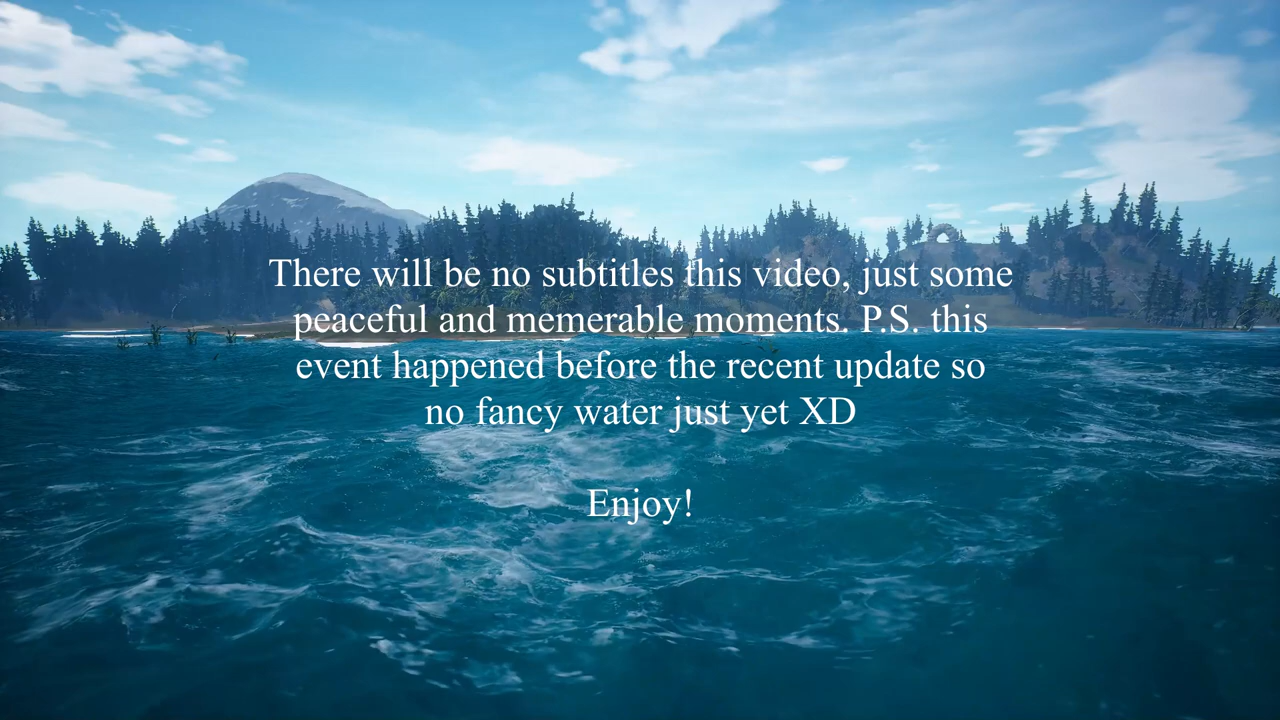 There will be no subtitles this video, just some
peaceful and memerable moments. P.S. this
event happened before the recent update so
no fancy water just yet XD
Enjoy!